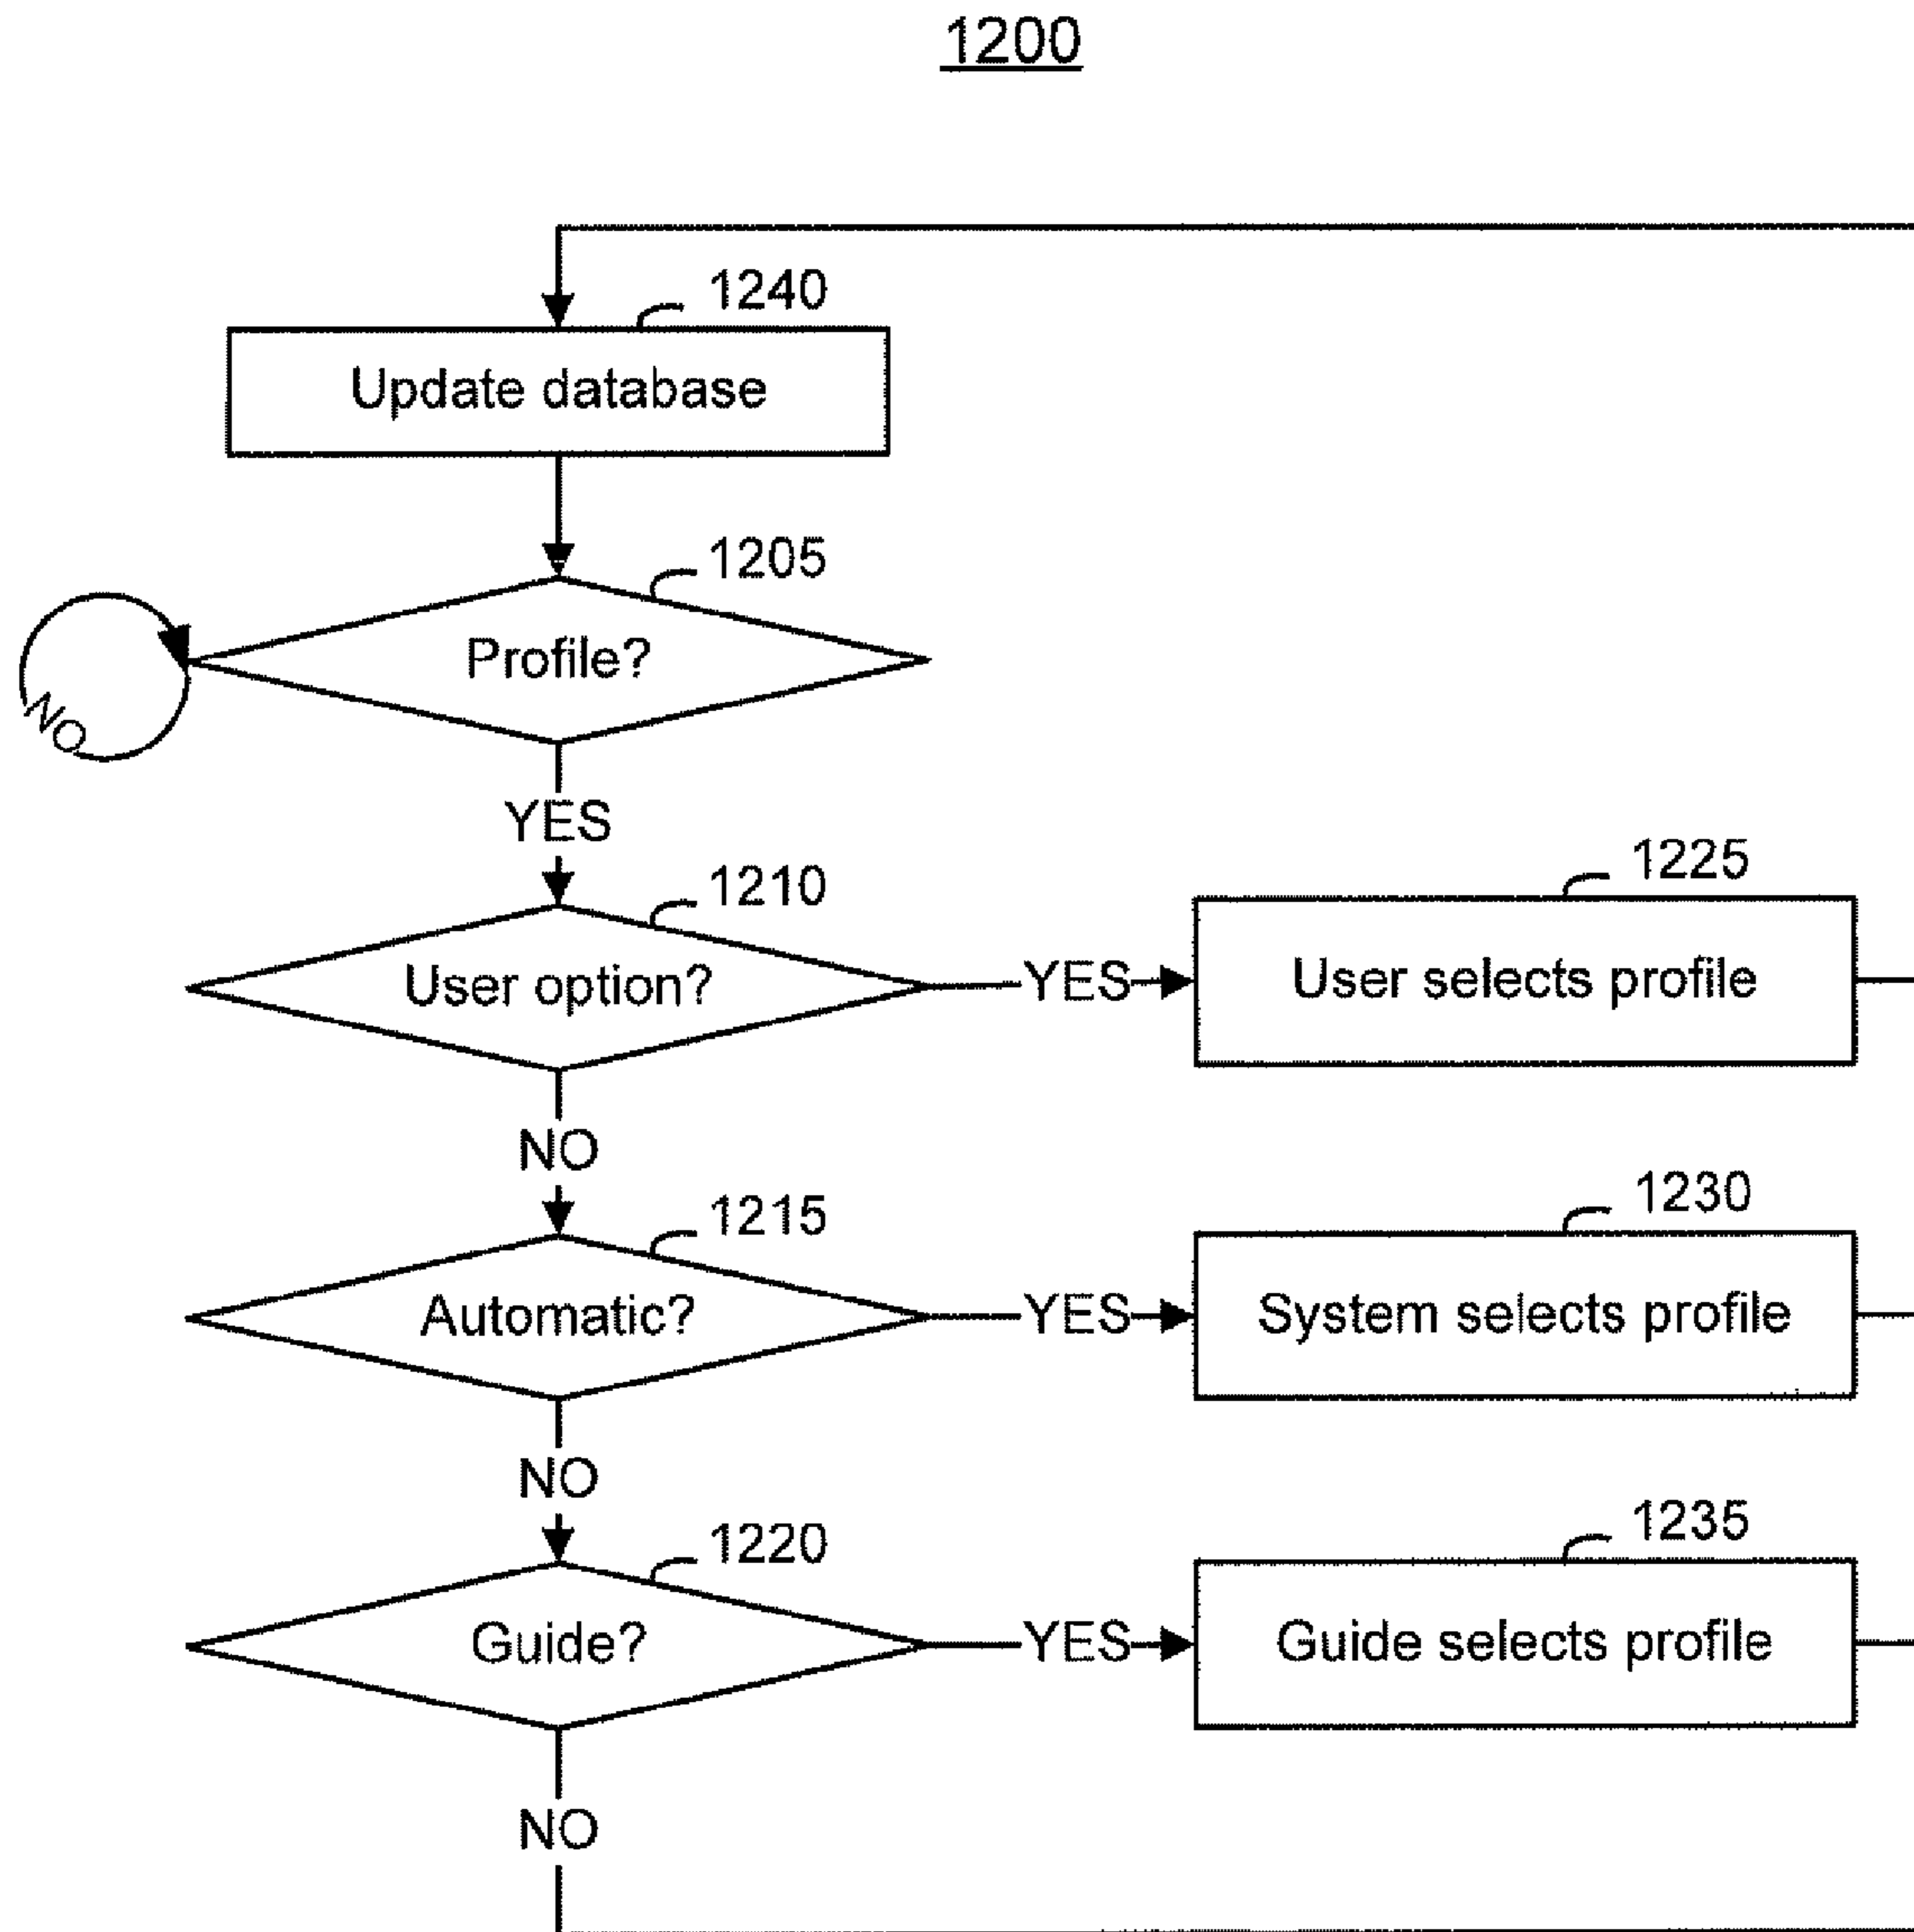 1200
1240
Update database
1205
Profile?
NO
YES
1210
1225
User option?
YES
User selects profile
NO
1215
1230
Automatic?
YES
System selects profile
NO
1220
1235
Guide?
YES
Guide selects profile
NO